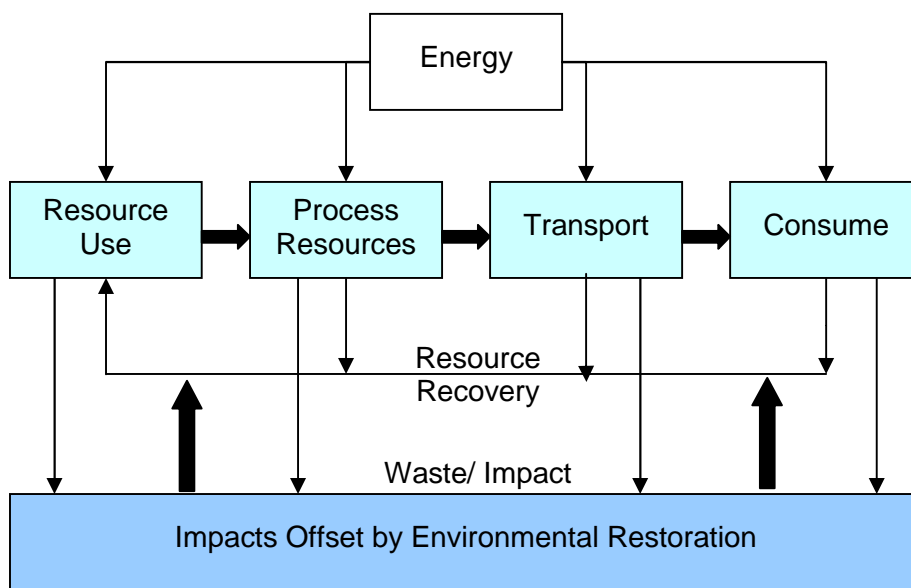 Energy
Resource
Use
Process
Resources
Transport
Consume
Resource
Recovery
Waste/ Impact
Impacts Offset by Environmental Restoration